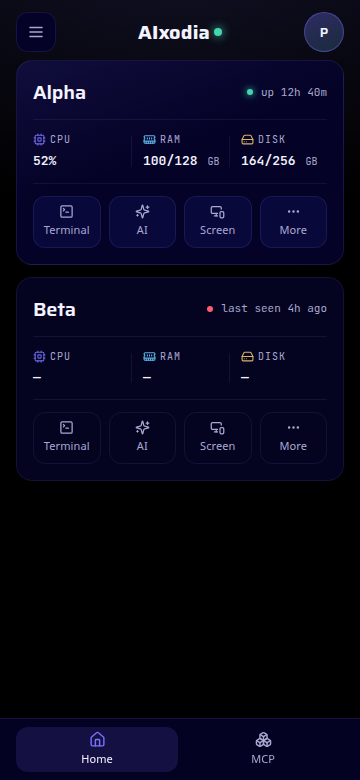 AIxodia
P
Alpha
up 12h 40m
CPU
RAM
DISK
52%
100/128 GB
164/256 GB
Terminal
AI
Screen
More
Beta
last seen 4h ago
CPU
RAM
DISK
—
—
—
Terminal
AI
Screen
More
Home
MCP